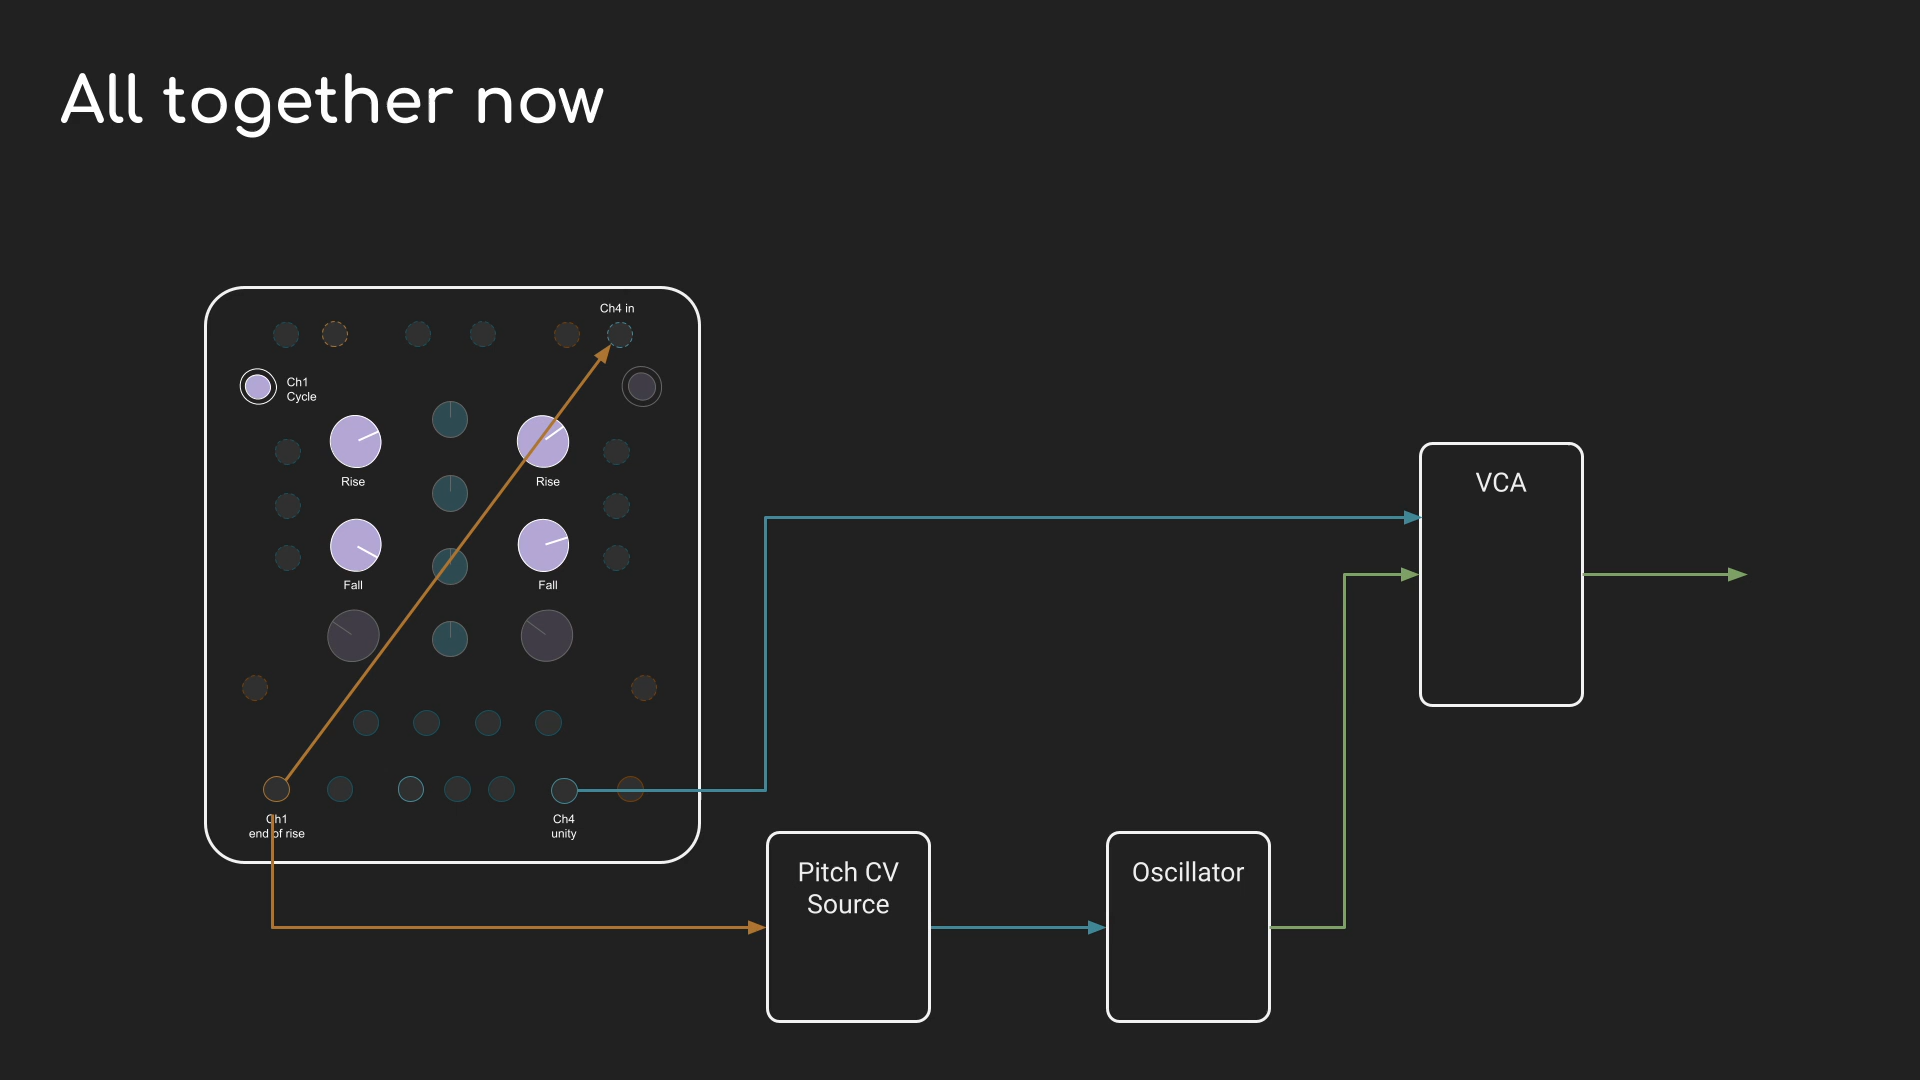 All together now
Ch4 in
Ch1
Cycle
Rise
Rise
Fall
Fall
Ch1
end of rise
Ch4
unity
VCA
Pitch CV
Source
Oscillator